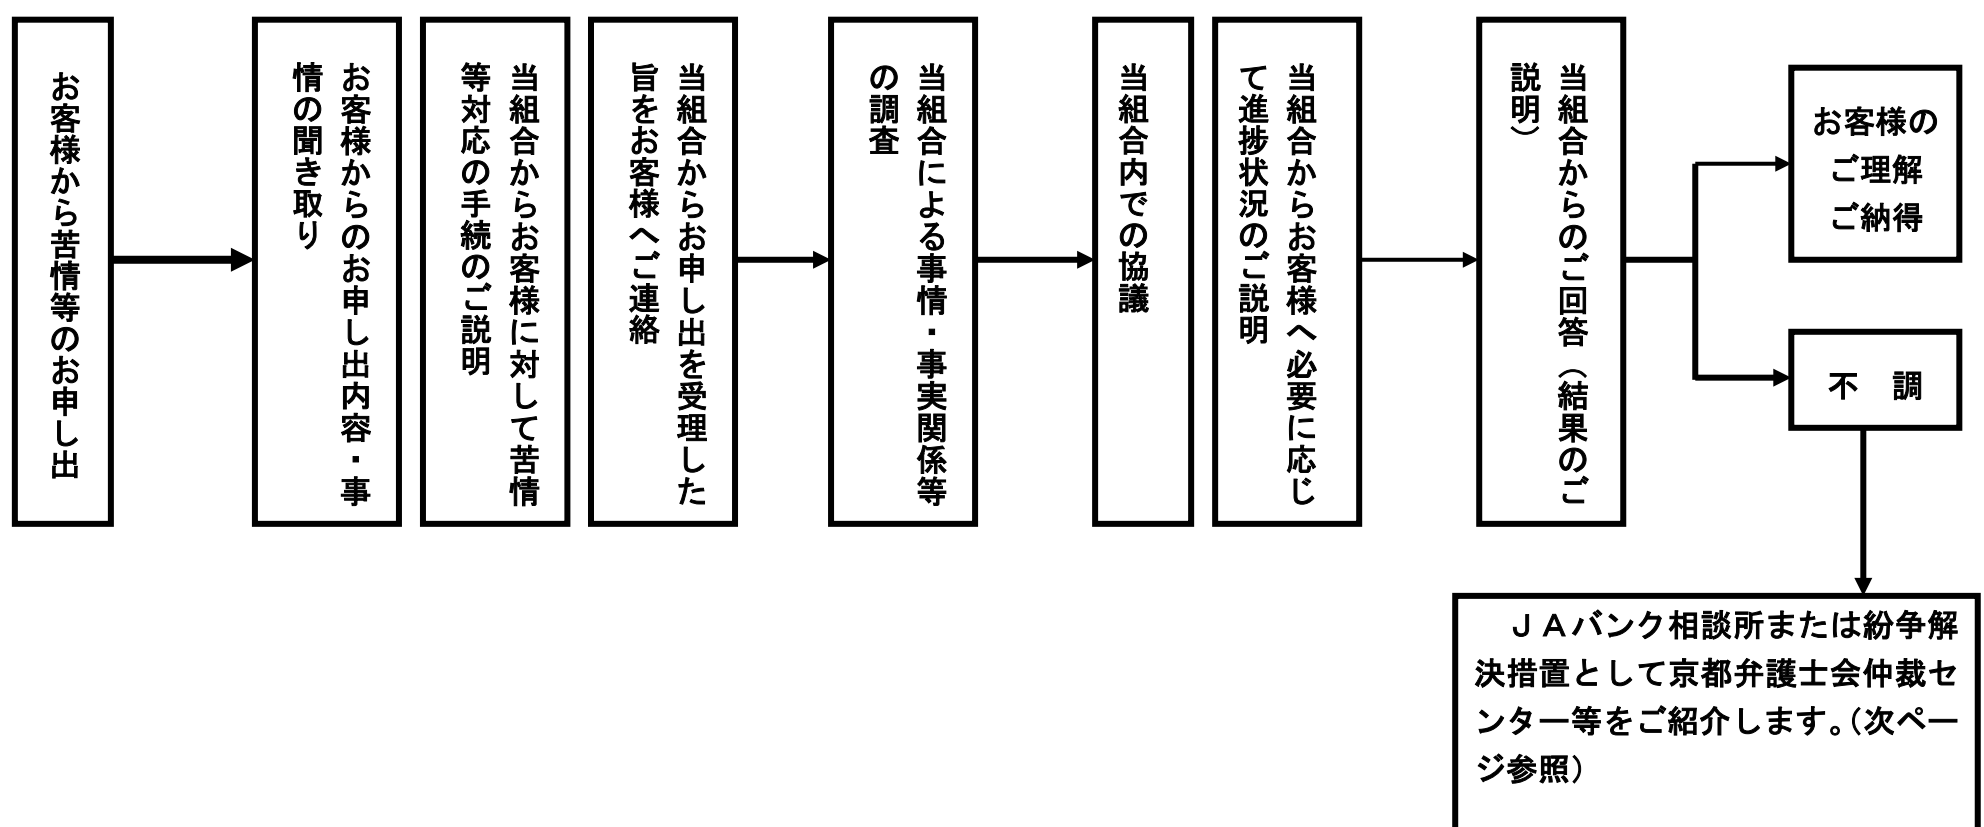 お客様から苦情等のお申し出
お客様からのお申し出内容・事
情の聞き取り
当組合からお客様に対して苦情
等対応の手続のご説明
当組合からお申し出を受理した
旨をお客様へご連絡
当組合による事情・事実関係等
の調査
当組合内での協議
当組合からお客様へ必要に応じ
て進捗状況のご説明
当組合からのご回答（結果のご
説明）
お客様の
ご理解
ご納得
不　調
ＪＡバンク相談所または紛争解
決措置として京都弁護士会仲裁セ
ンター等をご紹介します。（次ペー
ジ参照）